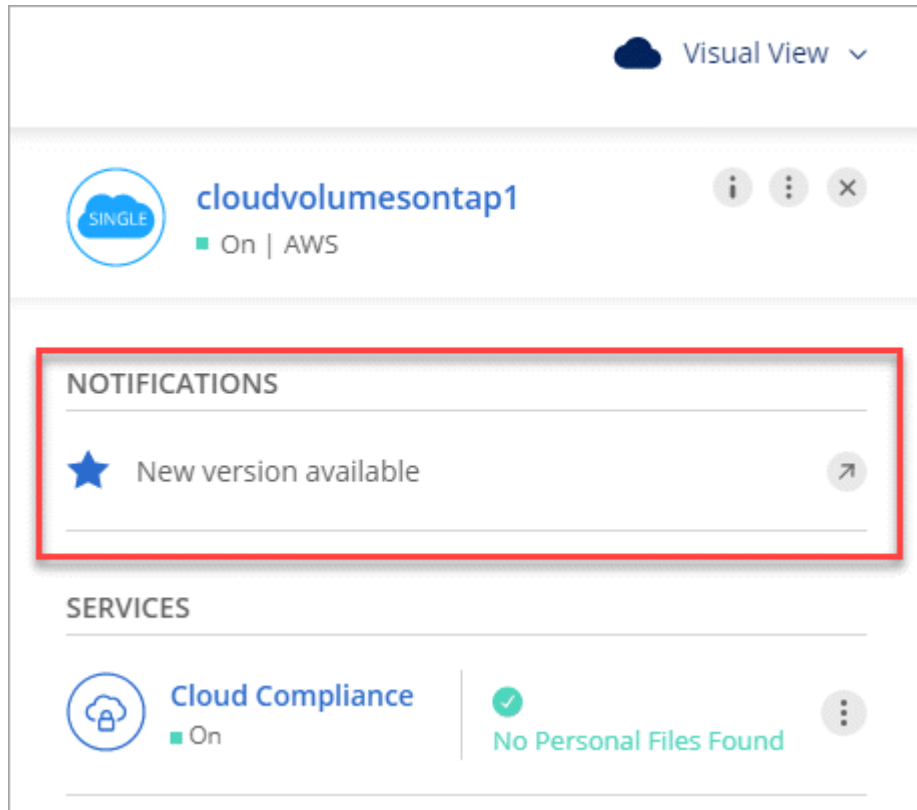 Visual View
SINGLE
cloudvolumesontap1
On | AWS
NOTIFICATIONS
New version available
SERVICES
Cloud Compliance
On
No Personal Files Found